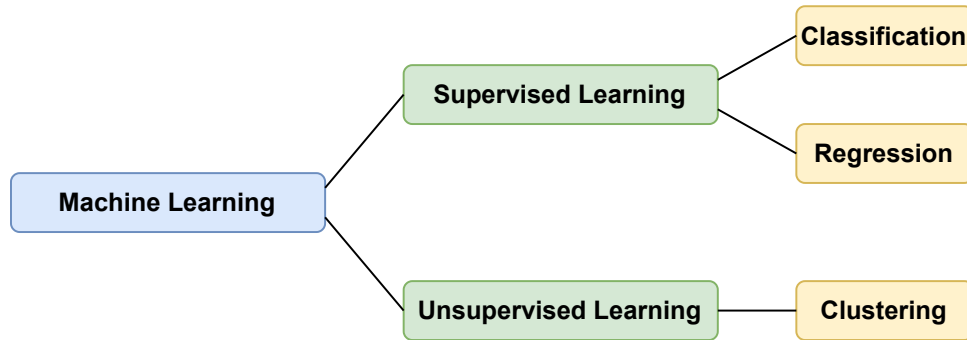 Classification
Supervised Learning
Regression
Machine Learning
Unsupervised Learning
Clustering